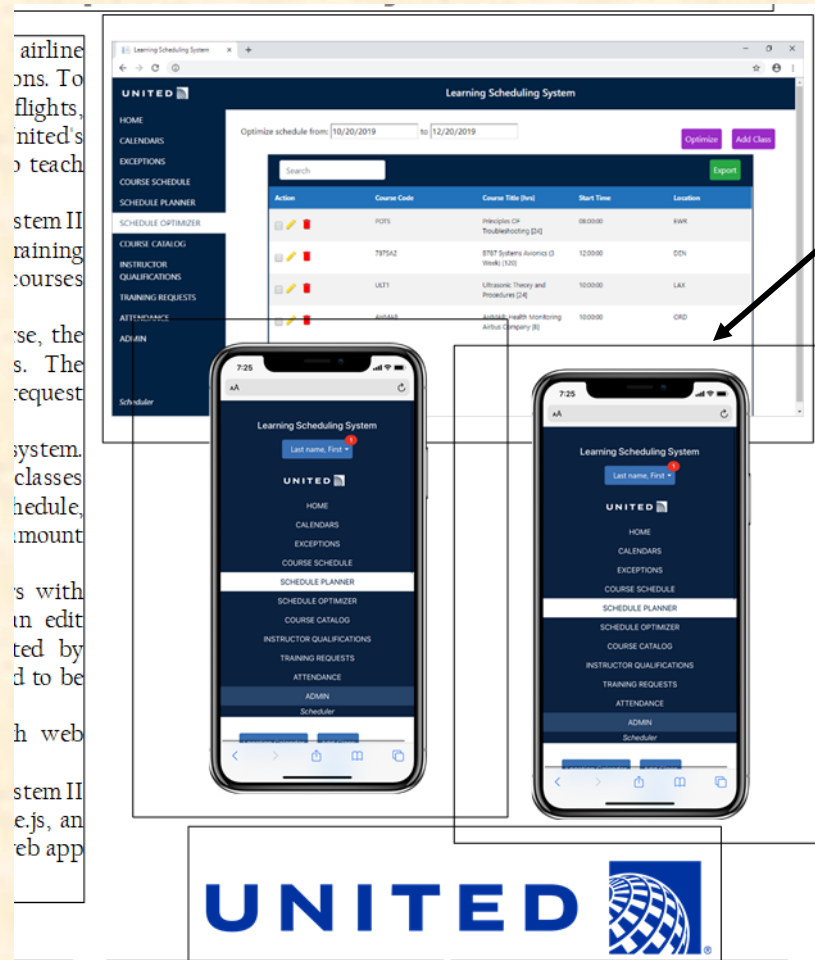 airline
ons. To
flights,
United's
o teach
stem II
raining
courses
rse, the
s. The
request
system.
classes
hedule,
amount
rs with
an edit
ted by
d to be
h web
stem II
e.js, an
web app
Learning Scheduling System
UNITED
Learning Scheduling System
HOME
CALENDARS
EXCEPTIONS
COURSE SCHEDULE
SCHEDULE PLANNER
SCHEDULE OPTIMIZER
COURSE CATALOG
INSTRUCTOR
QUALIFICATIONS
TRAINING REQUESTS
ATTENDANCE
ADMIN
Scheduler
Optimize schedule from: 10/20/2019 to 12/20/2019
Optimize Add Class
Search Export
Action Course Code Course Title (hrs) Start Time Location
POTS Principles Of Troubleshooting [24] 08:00:00 EWR
787SA2 B787 Systems Avionics (3 Week) [120] 12:00:00 DEN
ULT1 Ultrasonic Theory and Procedures [24] 10:00:00 LAX
Health Monitoring Airbus Company [8] 10:00:00 ORD
7:25
AA
Learning Scheduling System
Last name, First
1
UNITED
HOME
CALENDARS
EXCEPTIONS
COURSE SCHEDULE
SCHEDULE PLANNER
SCHEDULE OPTIMIZER
COURSE CATALOG
INSTRUCTOR QUALIFICATIONS
TRAINING REQUESTS
ATTENDANCE
ADMIN
Scheduler
7:25
AA
Learning Scheduling System
Last name, First
1
UNITED
HOME
CALENDARS
EXCEPTIONS
COURSE SCHEDULE
SCHEDULE PLANNER
SCHEDULE OPTIMIZER
COURSE CATALOG
INSTRUCTOR QUALIFICATIONS
TRAINING REQUESTS
ATTENDANCE
ADMIN
Scheduler
UNITED